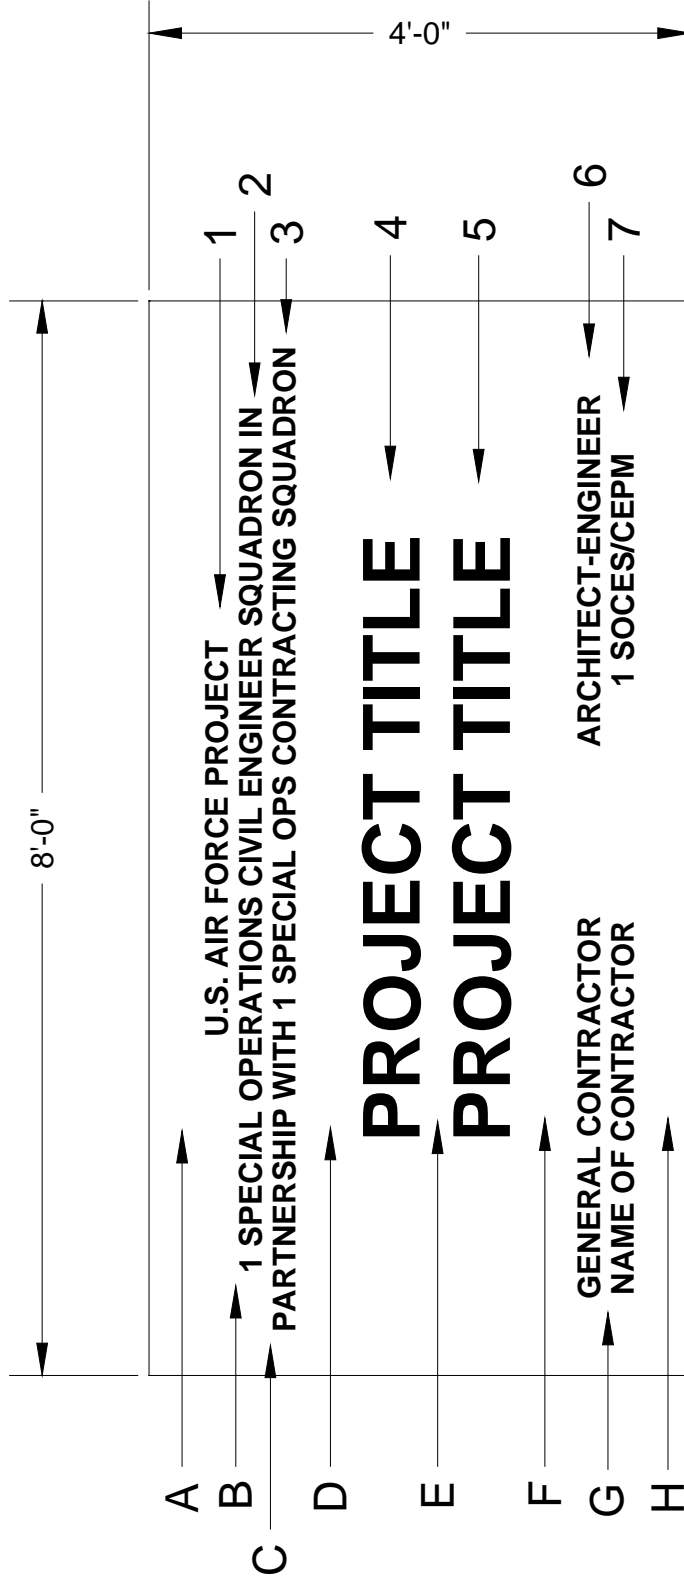 4'-0"
8'-0"
A
B
C
D
E
F
G
H
U.S. AIR FORCE PROJECT
1 SPECIAL OPERATIONS CIVIL ENGINEER SQUADRON IN
PARTNERSHIP WITH 1 SPECIAL OPS CONTRACTING SQUADRON
PROJECT TITLE
PROJECT TITLE
GENERAL CONTRACTOR
NAME OF CONTRACTOR
ARCHITECT-ENGINEER
1 SOCES/CEPM
1
2
3
4
5
6
7